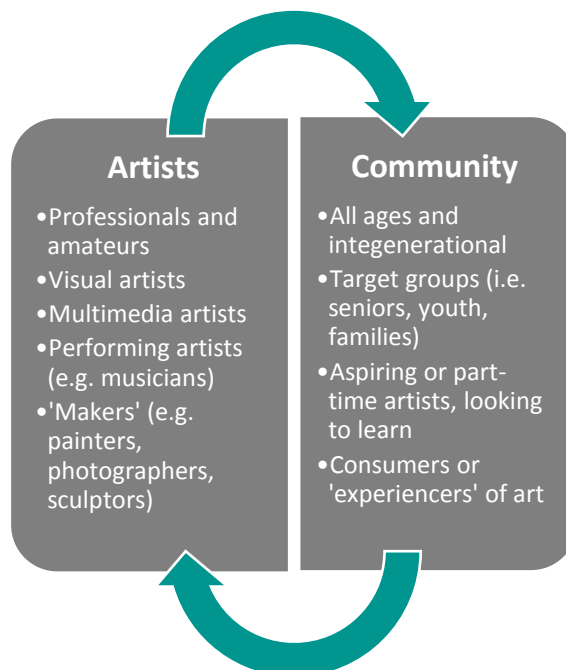 Artists
•Professionals and
amateurs
•Visual artists
•Multimedia artists
•Performing artists
(e.g. musicians)
•'Makers' (e.g.
painters,
photographers,
sculptors)
Community
•All ages and
integenerational
•Target groups (i.e.
seniors, youth,
families)
•Aspiring or part-
time artists, looking
to learn
•Consumers or
'experiencers' of art